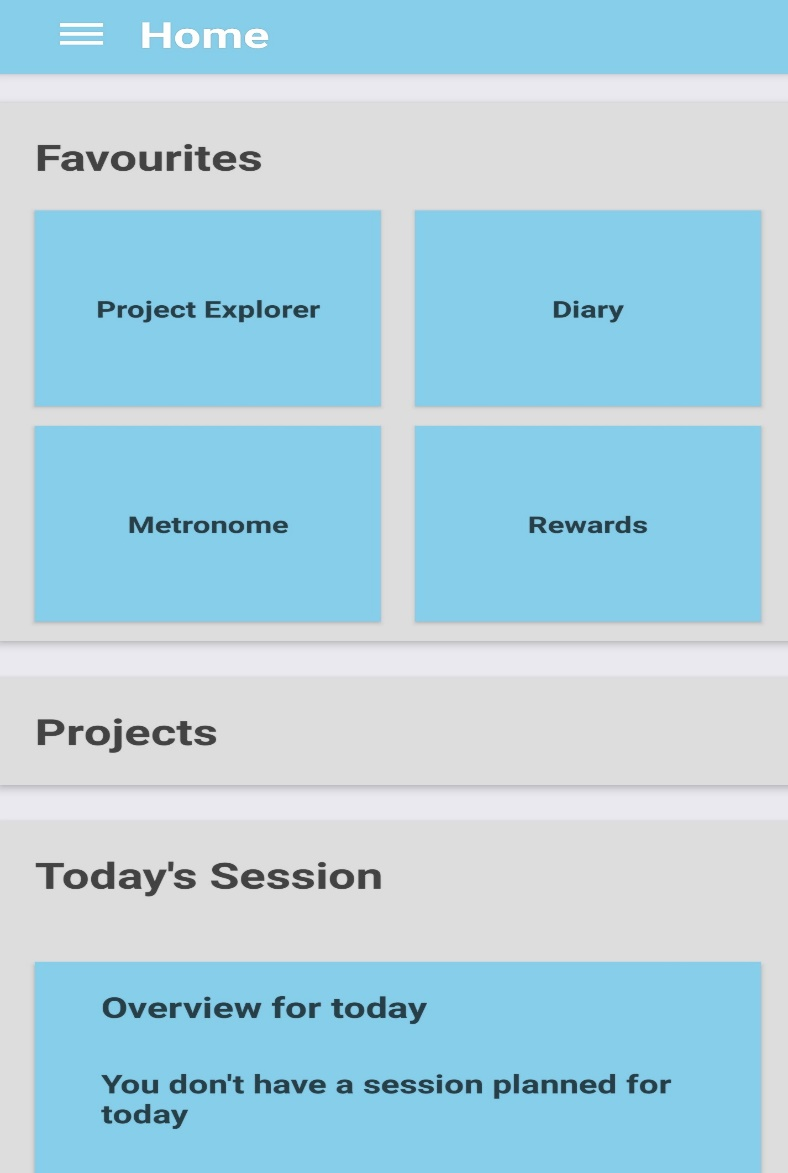 Home
Favourites
Project Explorer
Diary
Metronome
Rewards
Projects
Today's Session
Overview for today
You don't have a session planned for
today